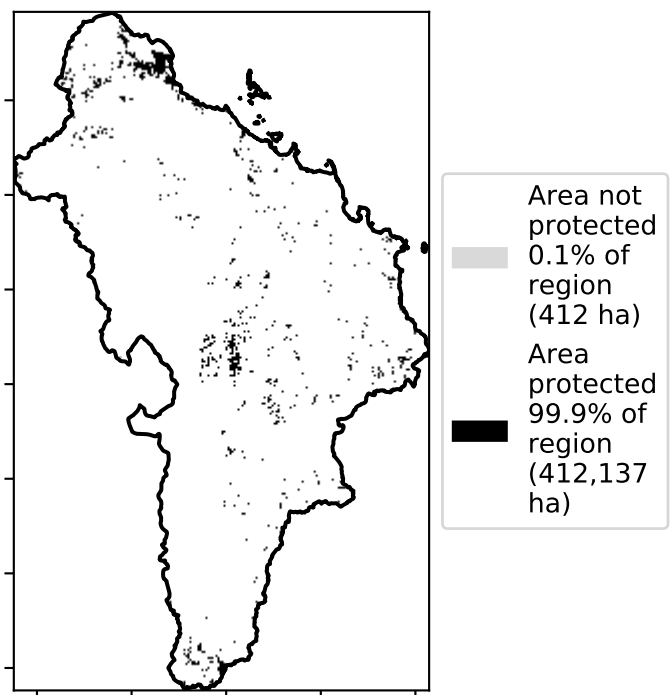 Area not
protected
0.1% of
region
(412 ha)
Area
protected
99.9% of
region
(412,137
ha)